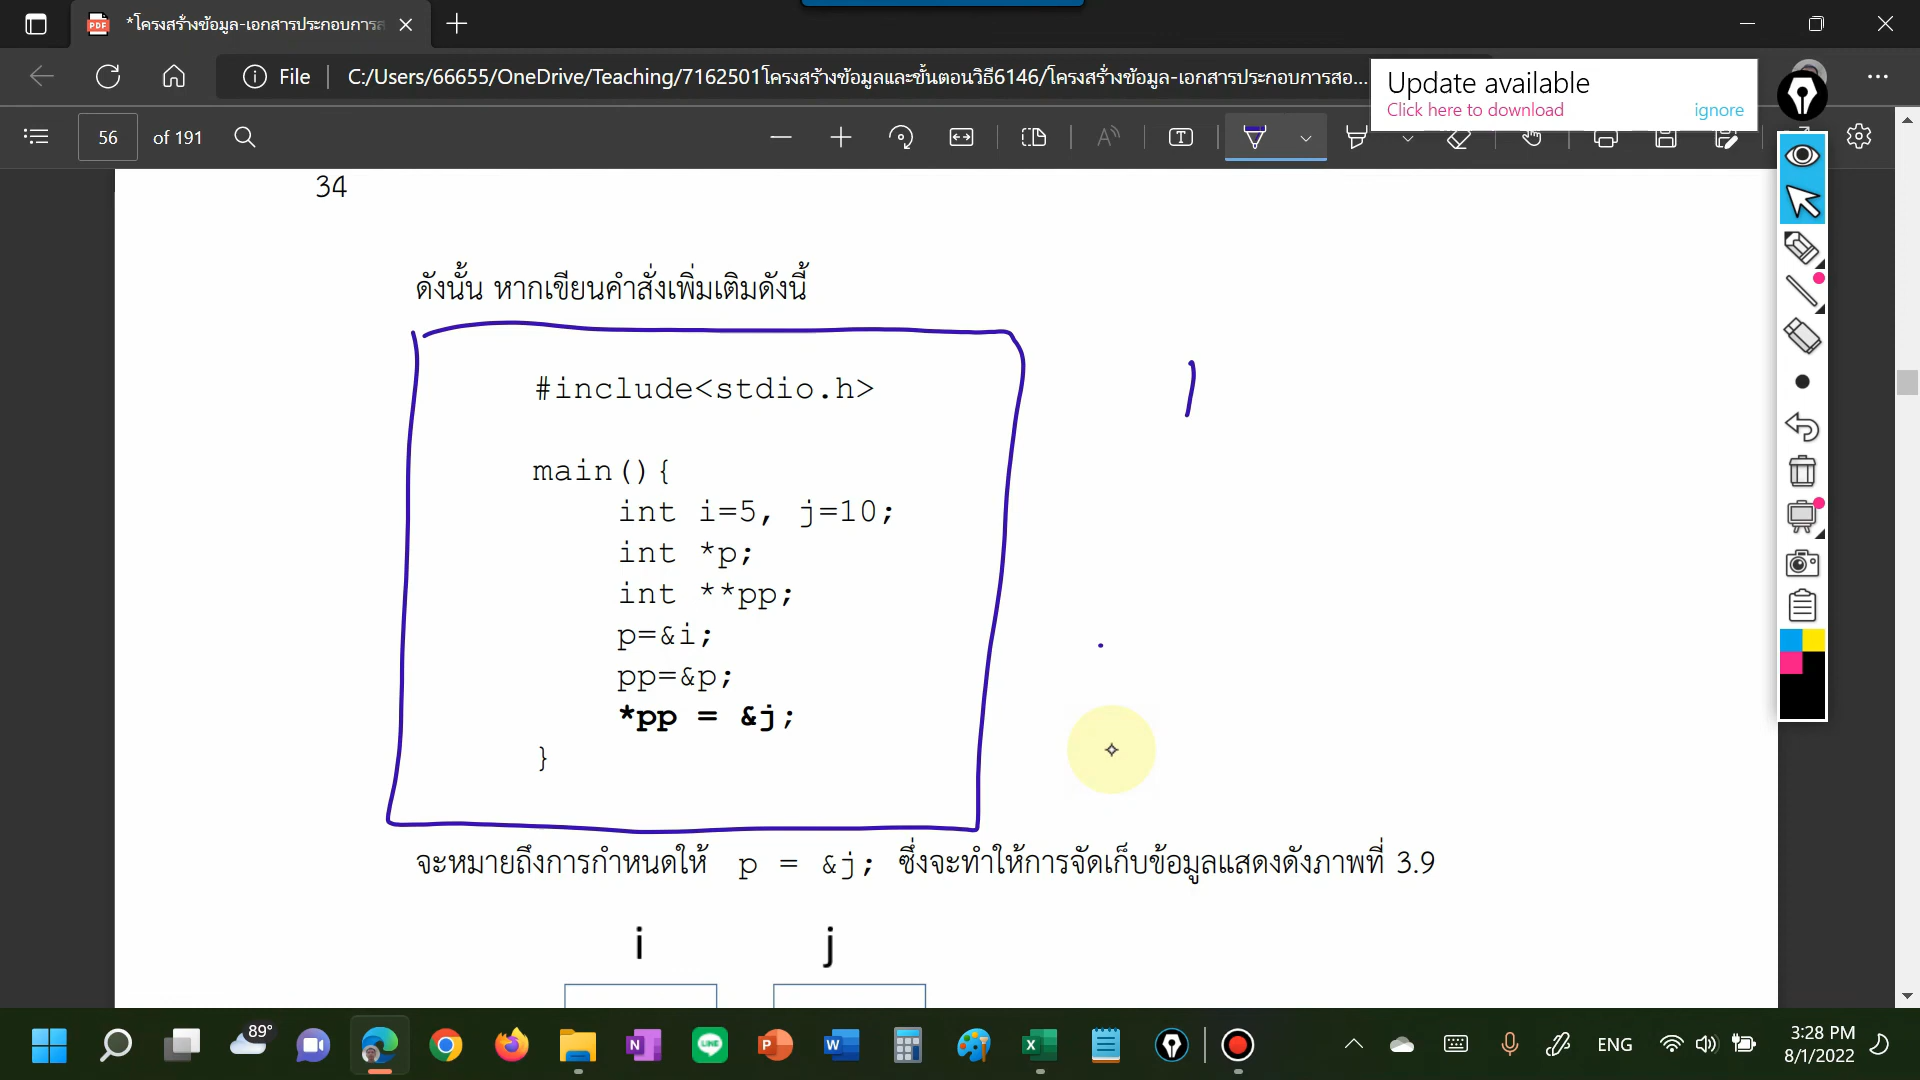 *โครงสร้างข้อมูล-เอกสารประกอบการส
File
C:/Users/66655/OneDrive/Teaching/7162501โครงสร้างข้อมูลและขั้นตอนวิธี6146/โครงสร้างข้อมูล-เอกสารประกอบการสอ...
Update available
Click here to download ignore
56 of 191
34
ดังนั้น หากเขียนคำสั่งเพิ่มเติมดังนี้
#include<stdio.h>
main(){
int i=5, j=10;
int *p;
int **pp;
p=&i;
pp=&p;
*pp = &j;
}
จะหมายถึงการกำหนดให้ p = &j; ซึ่งจะทำให้การจัดเก็บข้อมูลแสดงดังภาพที่ 3.9
i j
89°
ENG
3:28 PM
8/1/2022